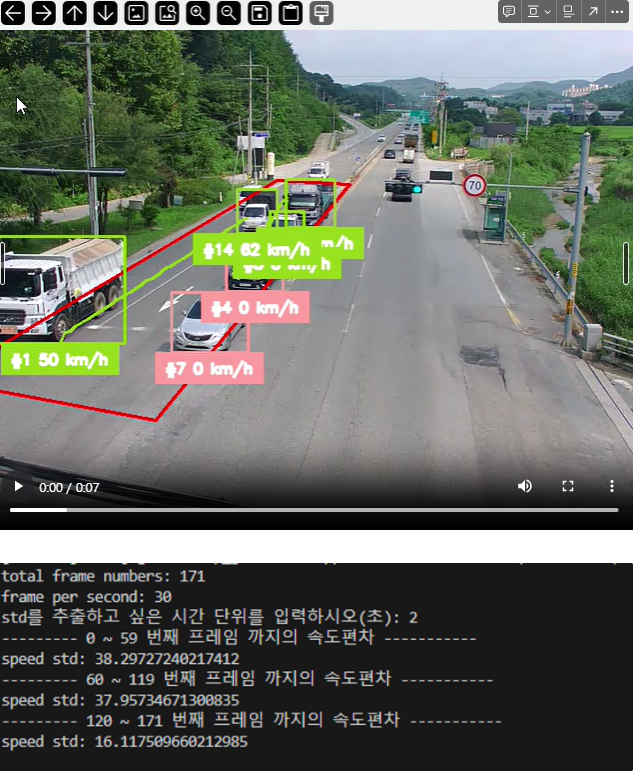 70
#14 62 km/h
m/h
#4 0 km/h
#1 50 km/h
#7 0 km/h
0:00 / 0:07
total frame numbers: 171
frame per second: 30
std를 추출하고 싶은 시간 단위를 입력하시오(초): 2
--------- 0 ~ 59 번째 프레임 까지의 속도편차 -----------
speed std: 38.29727240217412
--------- 60 ~ 119 번째 프레임 까지의 속도편차 -----------
speed std: 37.95734671300835
--------- 120 ~ 171 번째 프레임 까지의 속도편차 -----------
speed std: 16.117509660212985